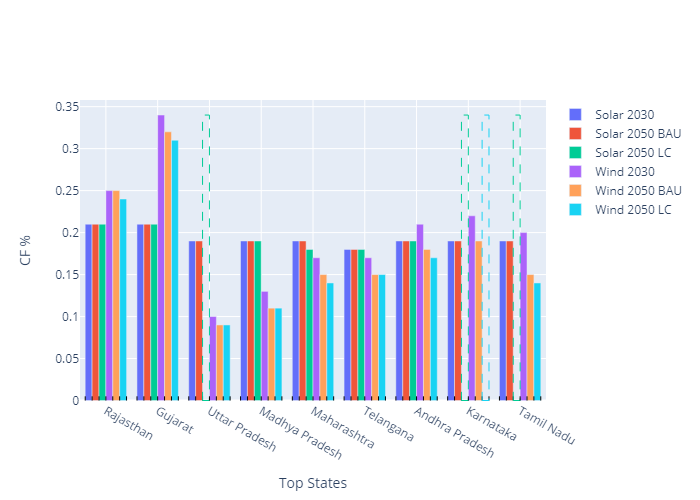 Solar 2030
Solar 2050 BAU
Solar 2050 LC
Wind 2030
Wind 2050 BAU
Wind 2050 LC
0.35
0.3
0.25
0.2
0.15
0.1
0.05
0
CF %
Rajasthan
Gujarat
Uttar Pradesh
Madhya Pradesh
Maharashtra
Telangana
Andhra Pradesh
Karnataka
Tamil Nadu
Top States